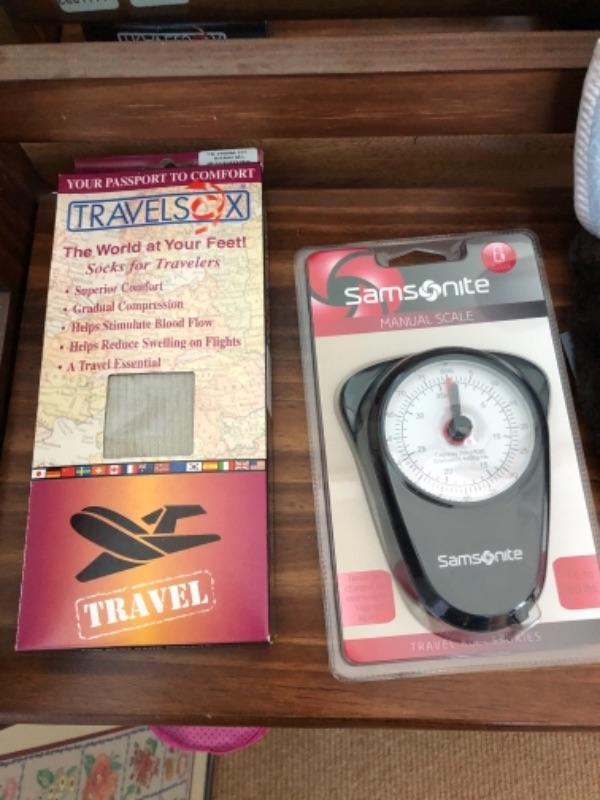 YOUR PASSPORT TO COMFORT
TRAVELSOX
The World at Your Feet!
Socks for Travelers
• Superior Comfort
• Gradual Compression
• Helps Stimulate Blood Flow
• Helps Reduce Swelling on Flights
• A Travel Essential
TRAVEL
Samsonite
MANUAL SCALE
Samsonite
TRAVEL ACCESSORIES